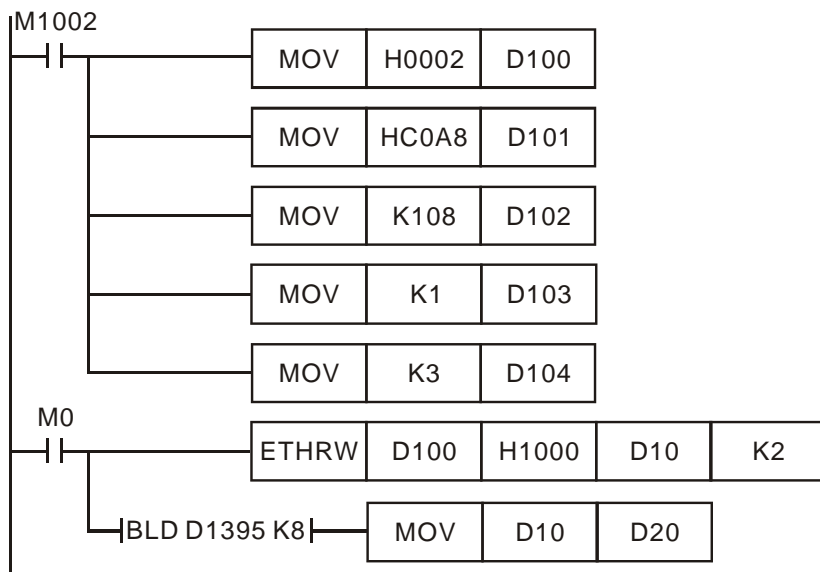 M1002
MOV H0002 D100
MOV HC0A8 D101
MOV K108 D102
MOV K1 D103
MOV K3 D104
M0
ETHRW D100 H1000 D10 K2
BLD D1395 K8 MOV D10 D20